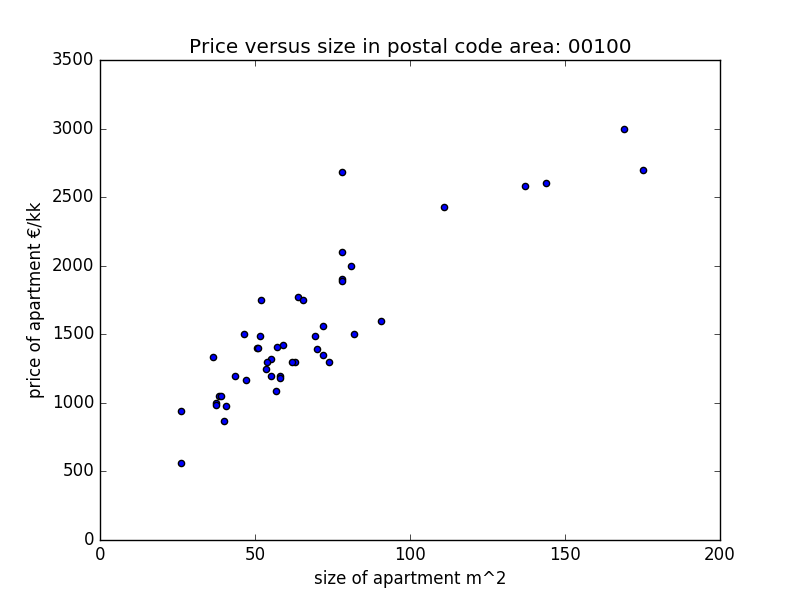 Price versus size in postal code area: 00100
3500
3000
2500
2000
1500
1000
500
0
price of apartment €/kk
0 50 100 150 200
size of apartment m^2